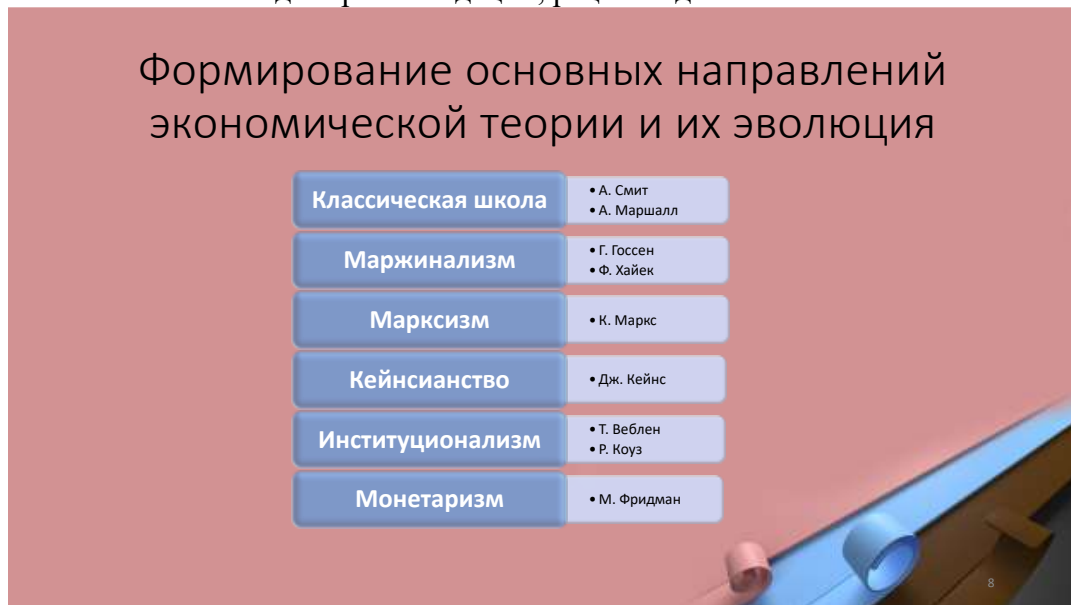 Формирование основных направлений
экономической теории и их эволюция
Классическая школа
• А. Смит
• А. Маршалл
Маржинализм
• Г. Госсен
• Ф. Хайек
Марксизм
• К. Маркс
Кейнсианство
• Дж. Кейнс
Институционализм
• Т. Веблен
• Р. Коуз
Монетаризм
• М. Фридман
8